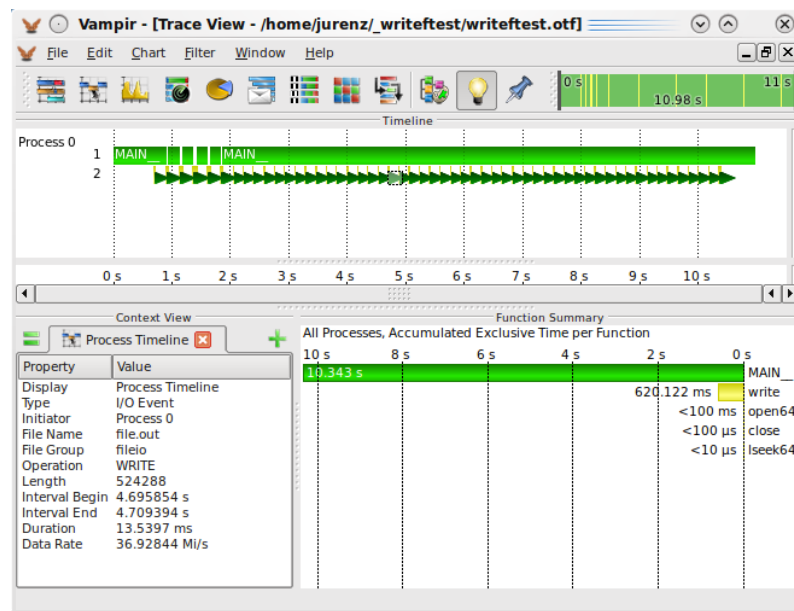 Vampir - [Trace View - /home/jurenz/_writeftest/writeftest.otf]
File Edit Chart Filter Window Help
0 s 11 s
10.98 s
Timeline
Process 0
1 MAIN__ MAIN__
2
0 s 1 s 2 s 3 s 4 s 5 s 6 s 7 s 8 s 9 s 10 s
Context View
Process Timeline
Property Value
Display Process Timeline
Type I/O Event
Initiator Process 0
File Name file.out
File Group fileio
Operation WRITE
Length 524288
Interval Begin 4.695854 s
Interval End 4.709394 s
Duration 13.5397 ms
Data Rate 36.92844 Mi/s
Function Summary
All Processes, Accumulated Exclusive Time per Function
10 s 8 s 6 s 4 s 2 s 0 s
10.343 s MAIN__
620.122 ms write
<100 ms open64
<100 µs close
<10 µs lseek64